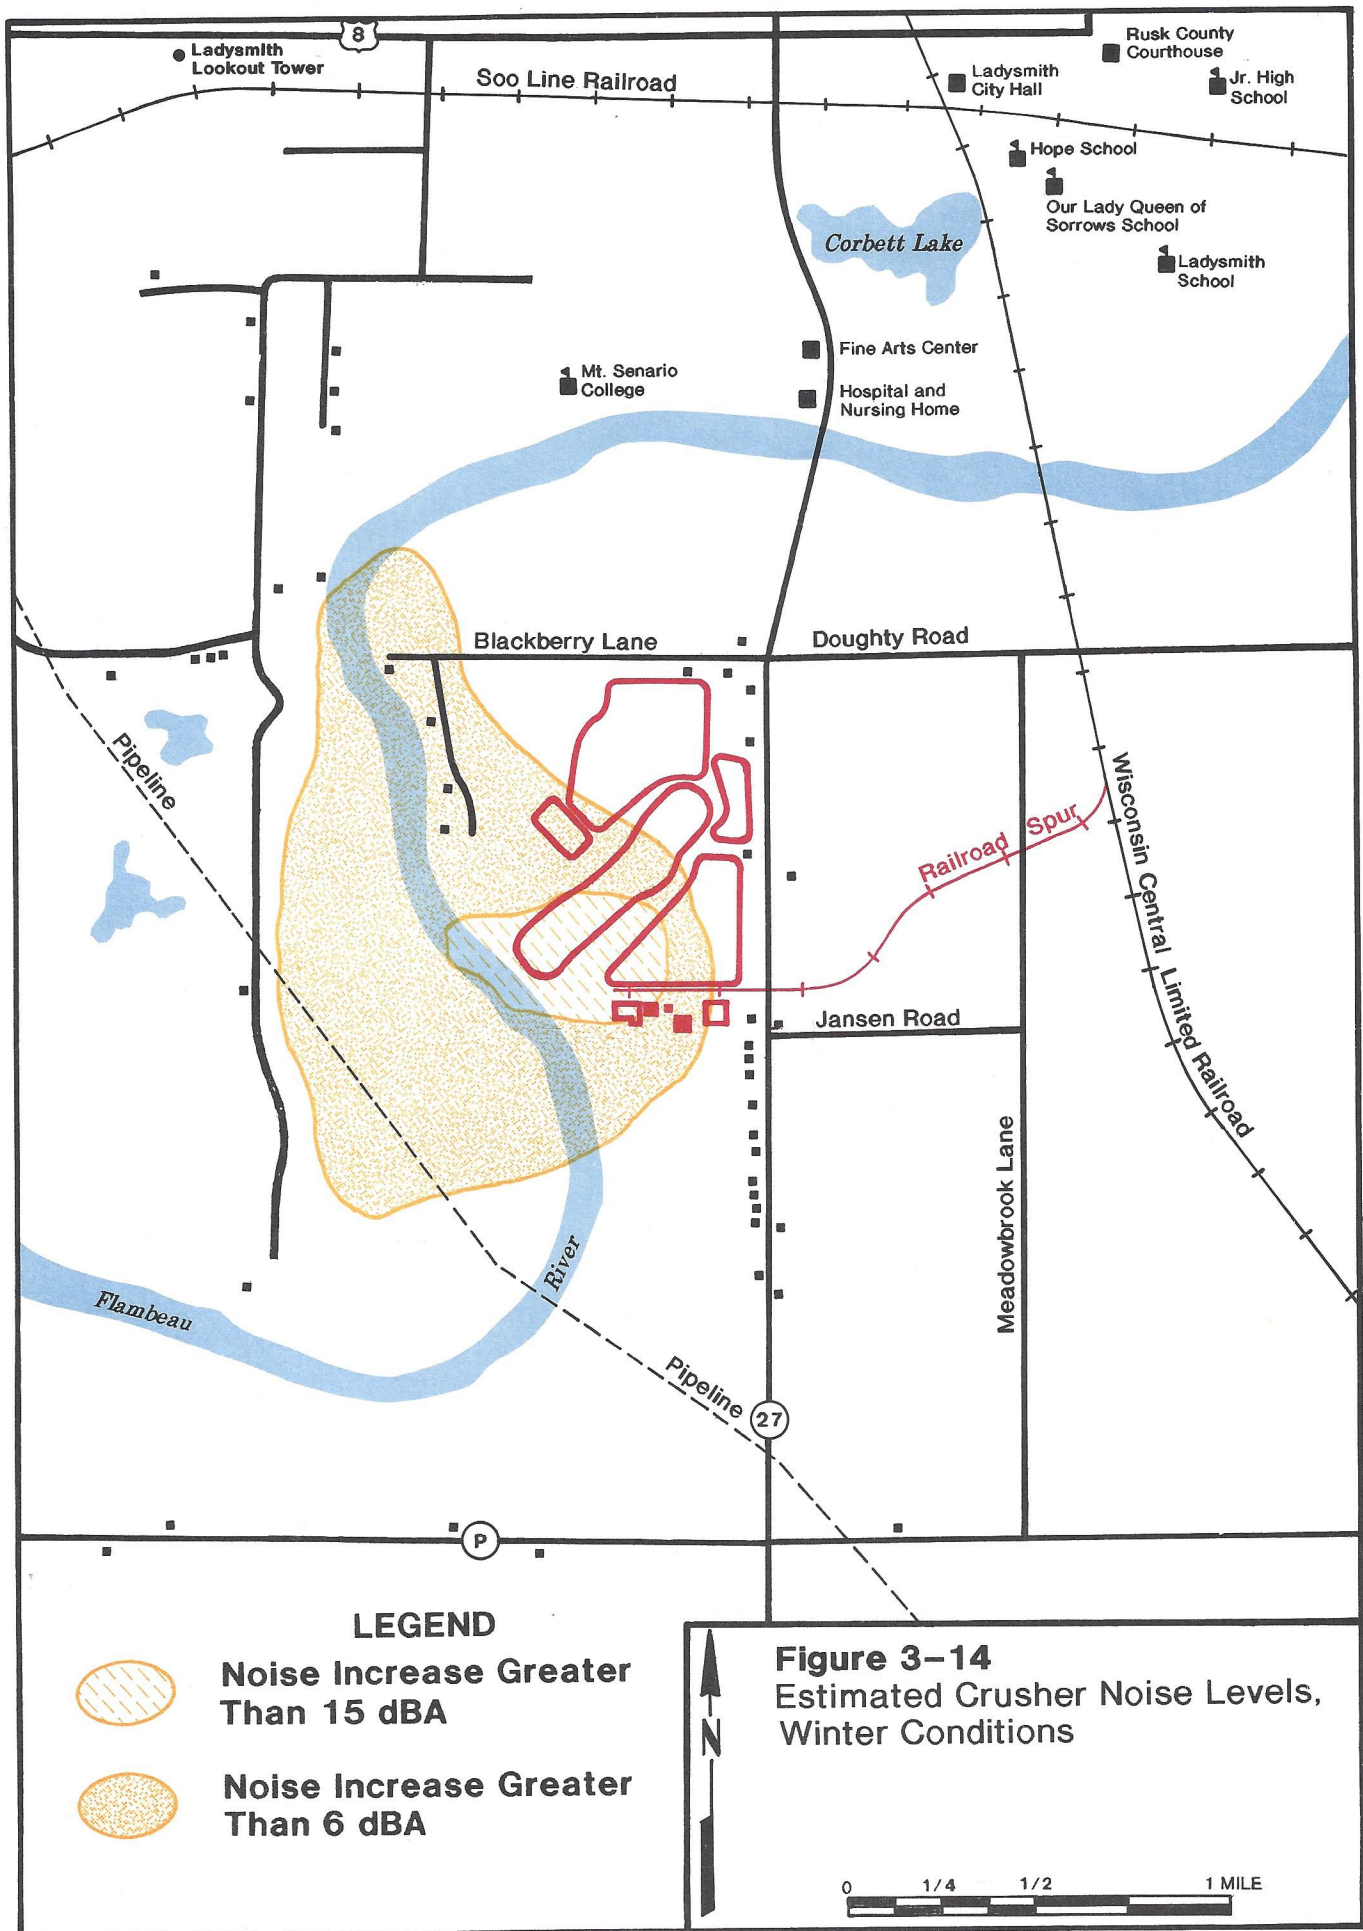 8
Ladysmith
Lookout Tower
Soo Line Railroad
Rusk County
Courthouse
Ladysmith
City Hall
Jr. High
School
Hope School
Our Lady Queen of
Sorrows School
Corbett Lake
Ladysmith
School
Fine Arts Center
Mt. Senario
College
Hospital and
Nursing Home
Blackberry Lane
Doughty Road
Pipeline
Wisconsin Central Limited Railroad
Railroad Spur
Jansen Road
Meadowbrook Lane
River
Flambeau
Pipeline
27
P
LEGEND
Noise Increase Greater
Than 15 dBA
Noise Increase Greater
Than 6 dBA
N
Figure 3-14
Estimated Crusher Noise Levels,
Winter Conditions
0 1/4 1/2 1 MILE